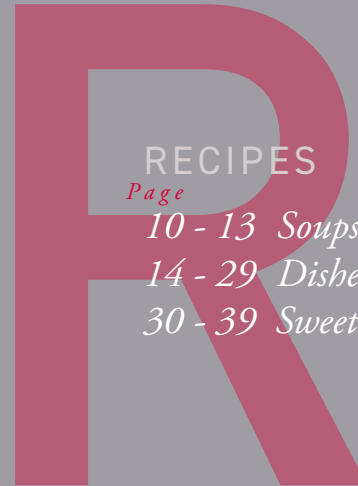 RECIPES
Page
10 - 13 Soups
14 - 29 Dishe
30 - 39 Sweet